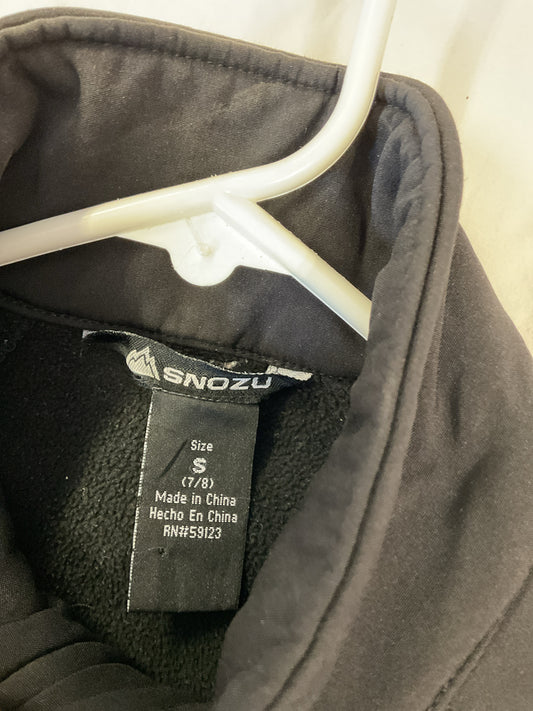 SNOZU
Size
S
(7/8)
Made in China
Hecho En China
RN#59123